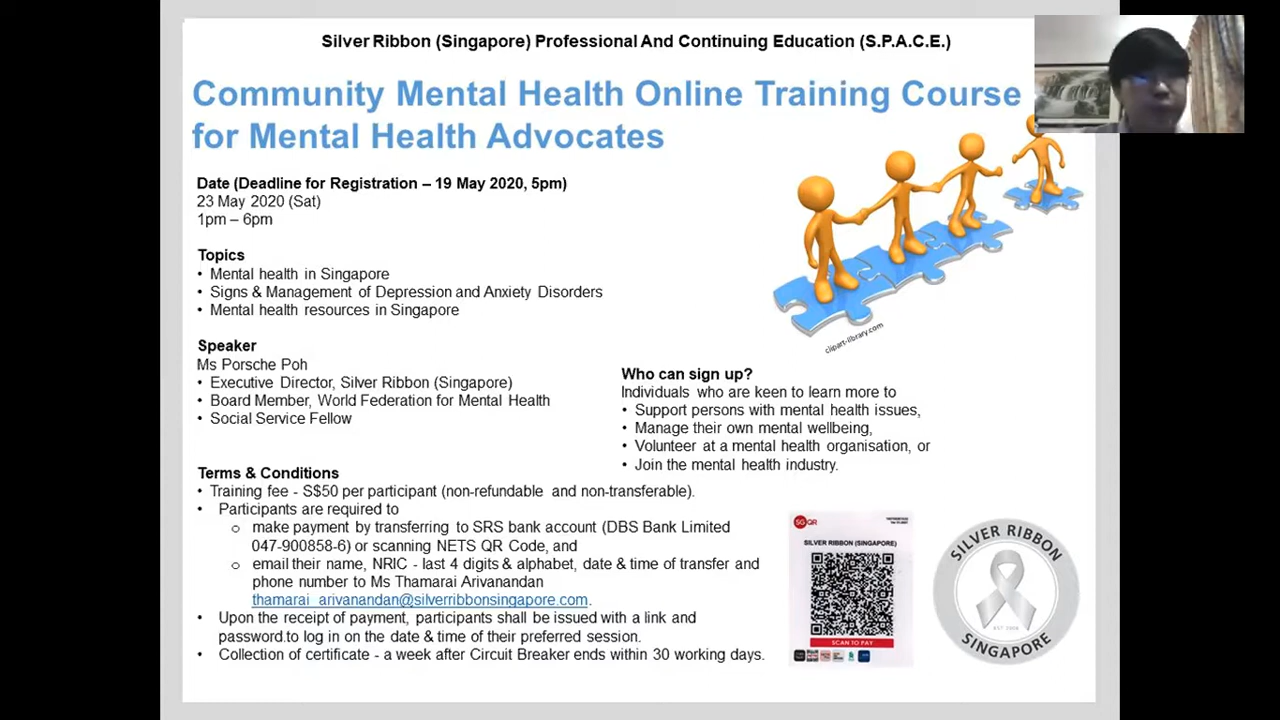 Silver Ribbon (Singapore) Professional And Continuing Education (S.P.A.C.E.)
Community Mental Health Online Training Course
for Mental Health Advocates
Date (Deadline for Registration – 19 May 2020, 5pm)
23 May 2020 (Sat)
1pm – 6pm
Topics
• Mental health in Singapore
• Signs & Management of Depression and Anxiety Disorders
• Mental health resources in Singapore
clipart-library.com
Speaker
Ms Porsche Poh
• Executive Director, Silver Ribbon (Singapore)
• Board Member, World Federation for Mental Health
• Social Service Fellow
Who can sign up?
Individuals who are keen to learn more to
• Support persons with mental health issues,
• Manage their own mental wellbeing,
• Volunteer at a mental health organisation, or
• Join the mental health industry.
Terms & Conditions
• Training fee - S$50 per participant (non-refundable and non-transferable).
• Participants are required to
o make payment by transferring to SRS bank account (DBS Bank Limited
047-900858-6) or scanning NETS QR Code, and
o email their name, NRIC - last 4 digits & alphabet, date & time of transfer and
phone number to Ms Thamarai Arivanandan
thamarai_arivanandan@silverribbonsingapore.com.
• Upon the receipt of payment, participants shall be issued with a link and
password to log in on the date & time of their preferred session.
• Collection of certificate - a week after Circuit Breaker ends within 30 working days.
SGQR
SILVER RIBBON (SINGAPORE)
SCAN TO PAY
SILVER RIBBON
EST 2006
SINGAPORE